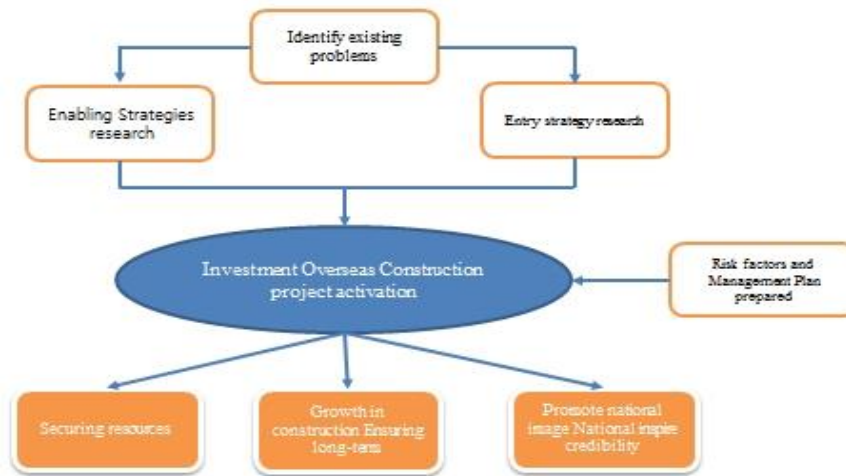 Identify existing
problems
Enabling Strategies
research
Entry strategy research
Investment Overseas Construction
project activation
Risk factors and
Management Plan
prepared
Securing resources
Growth in
construction Ensuring
long-term
Promote national
image National inspire
credibility